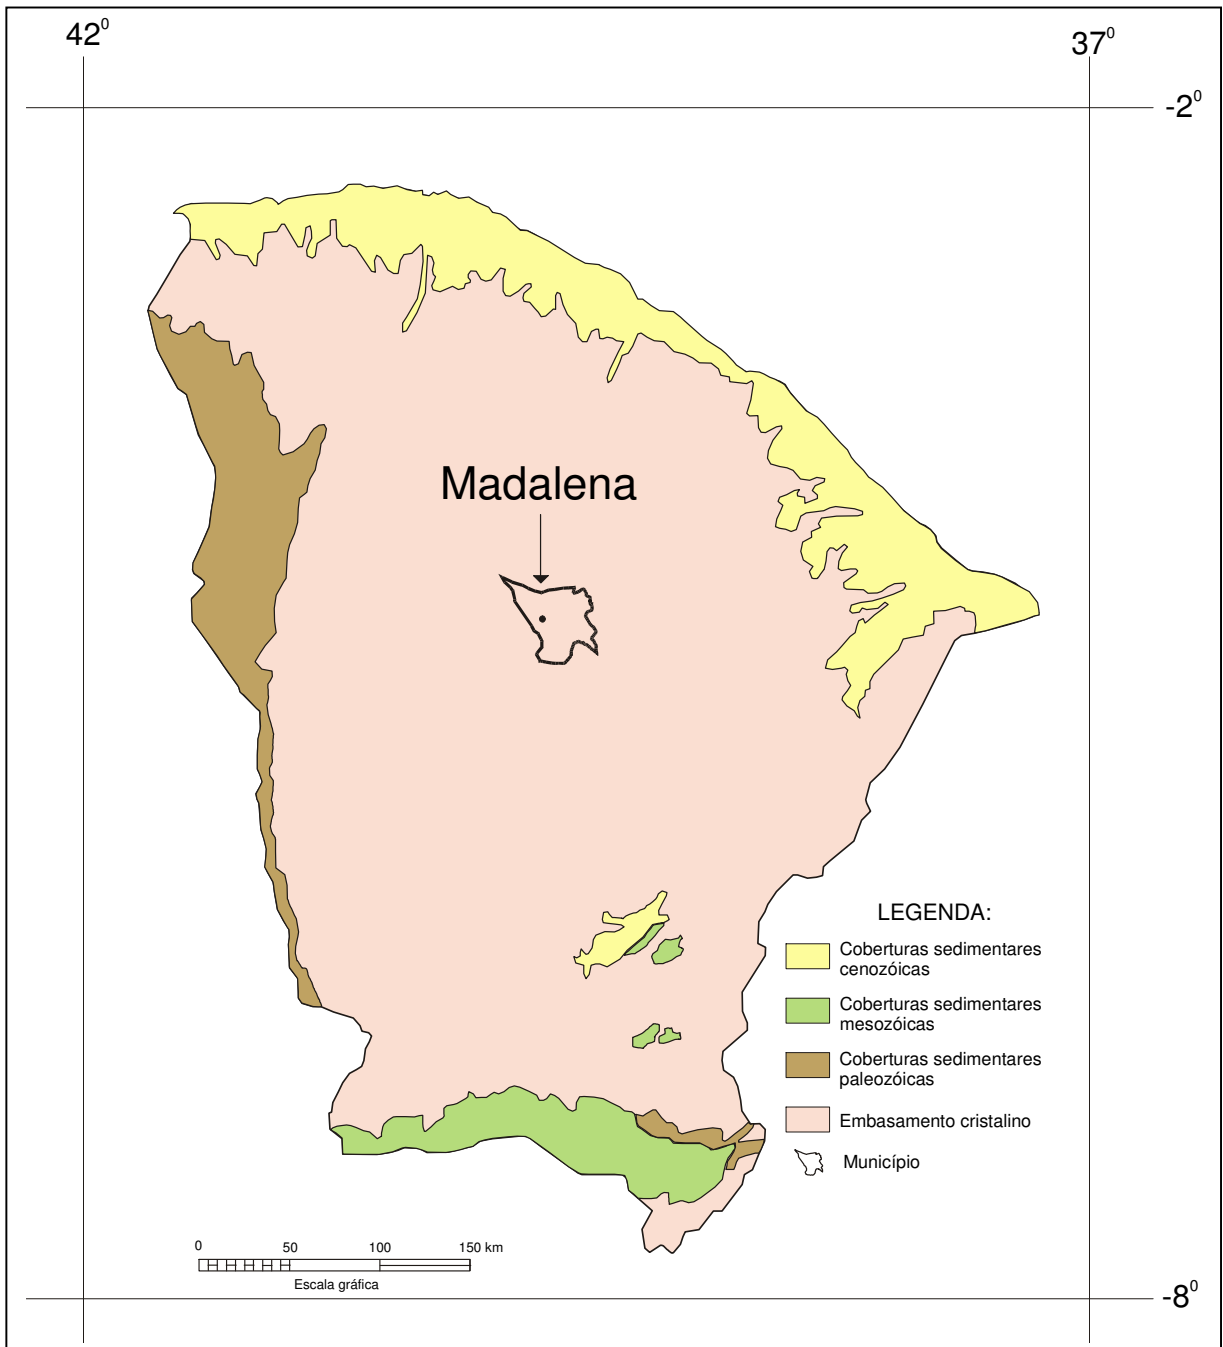 42⁰
37⁰
-2⁰
Madalena
LEGENDA:
Coberturas sedimentares
cenozóicas
Coberturas sedimentares
mesozóicas
Coberturas sedimentares
paleozóicas
Embasamento cristalino
Município
0 50 100 150 km
Escala gráfica
-8⁰